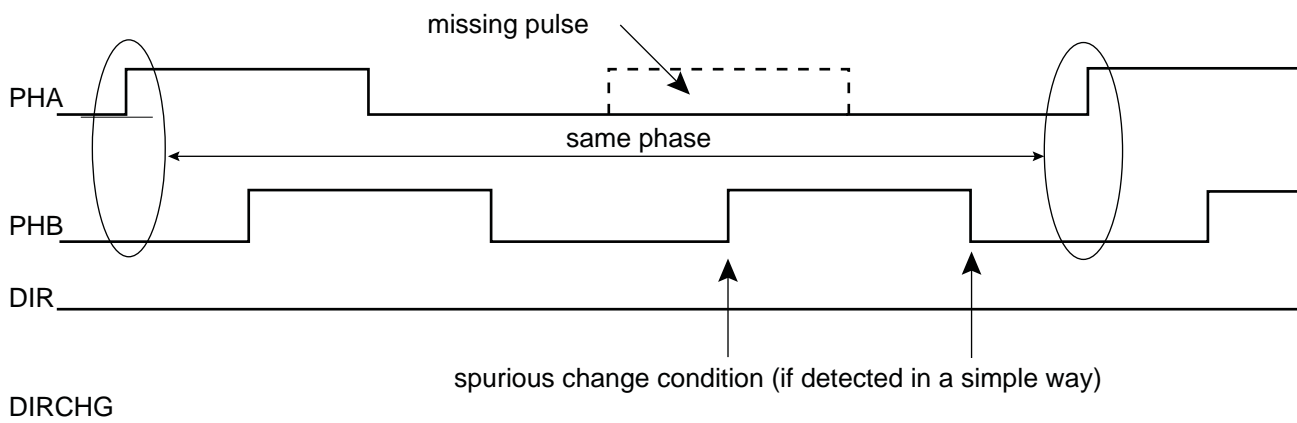 missing pulse
PHA
same phase
PHB
DIR
spurious change condition (if detected in a simple way)
DIRCHG